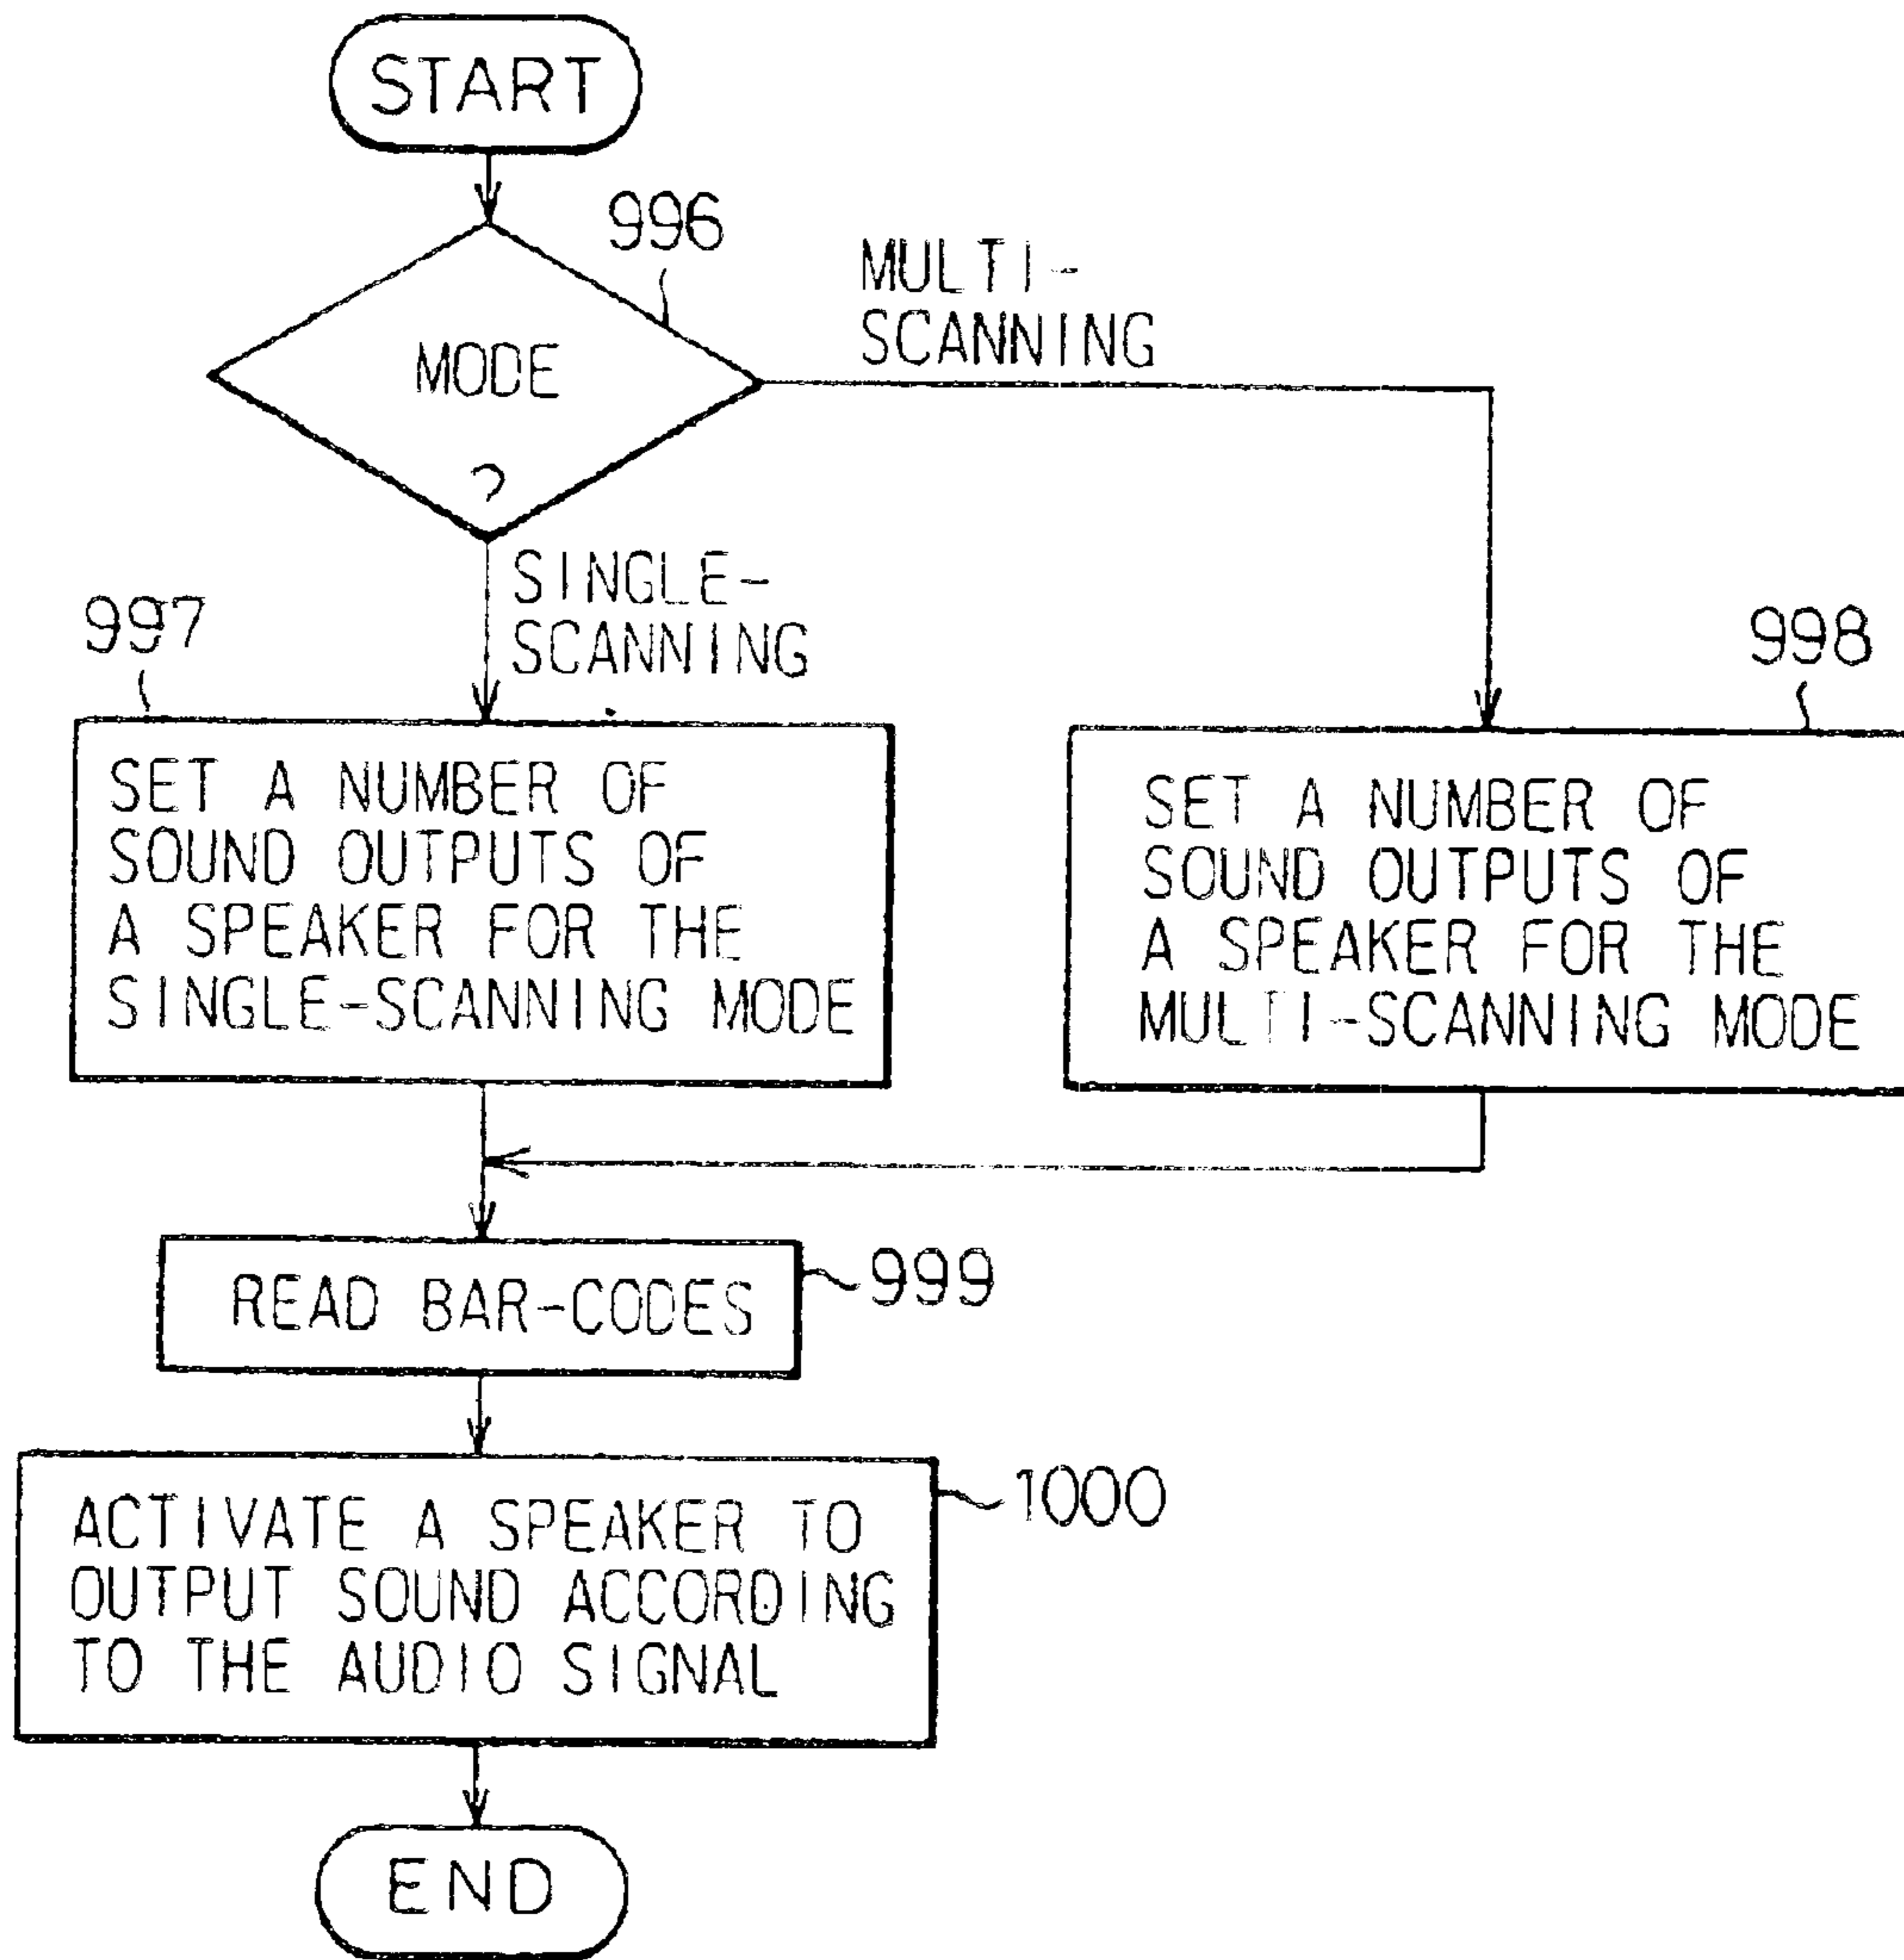 START
996
MULTI-
SCANNING
MODE
?
SINGLE-
SCANNING
997
998
SET A NUMBER OF
SOUND OUTPUTS OF
A SPEAKER FOR THE
SINGLE-SCANNING MODE
SET A NUMBER OF
SOUND OUTPUTS OF
A SPEAKER FOR THE
MULTI-SCANNING MODE
READ BAR-CODES
999
ACTIVATE A SPEAKER TO
OUTPUT SOUND ACCORDING
TO THE AUDIO SIGNAL
1000
END